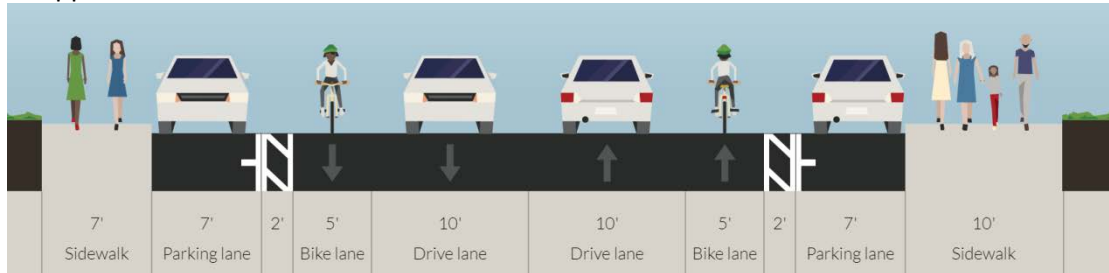 7' 7' 2' 5' 10' 10' 5' 2' 7' 10'
Sidewalk Parking lane Bike lane Drive lane Drive lane Bike lane Parking lane Sidewalk